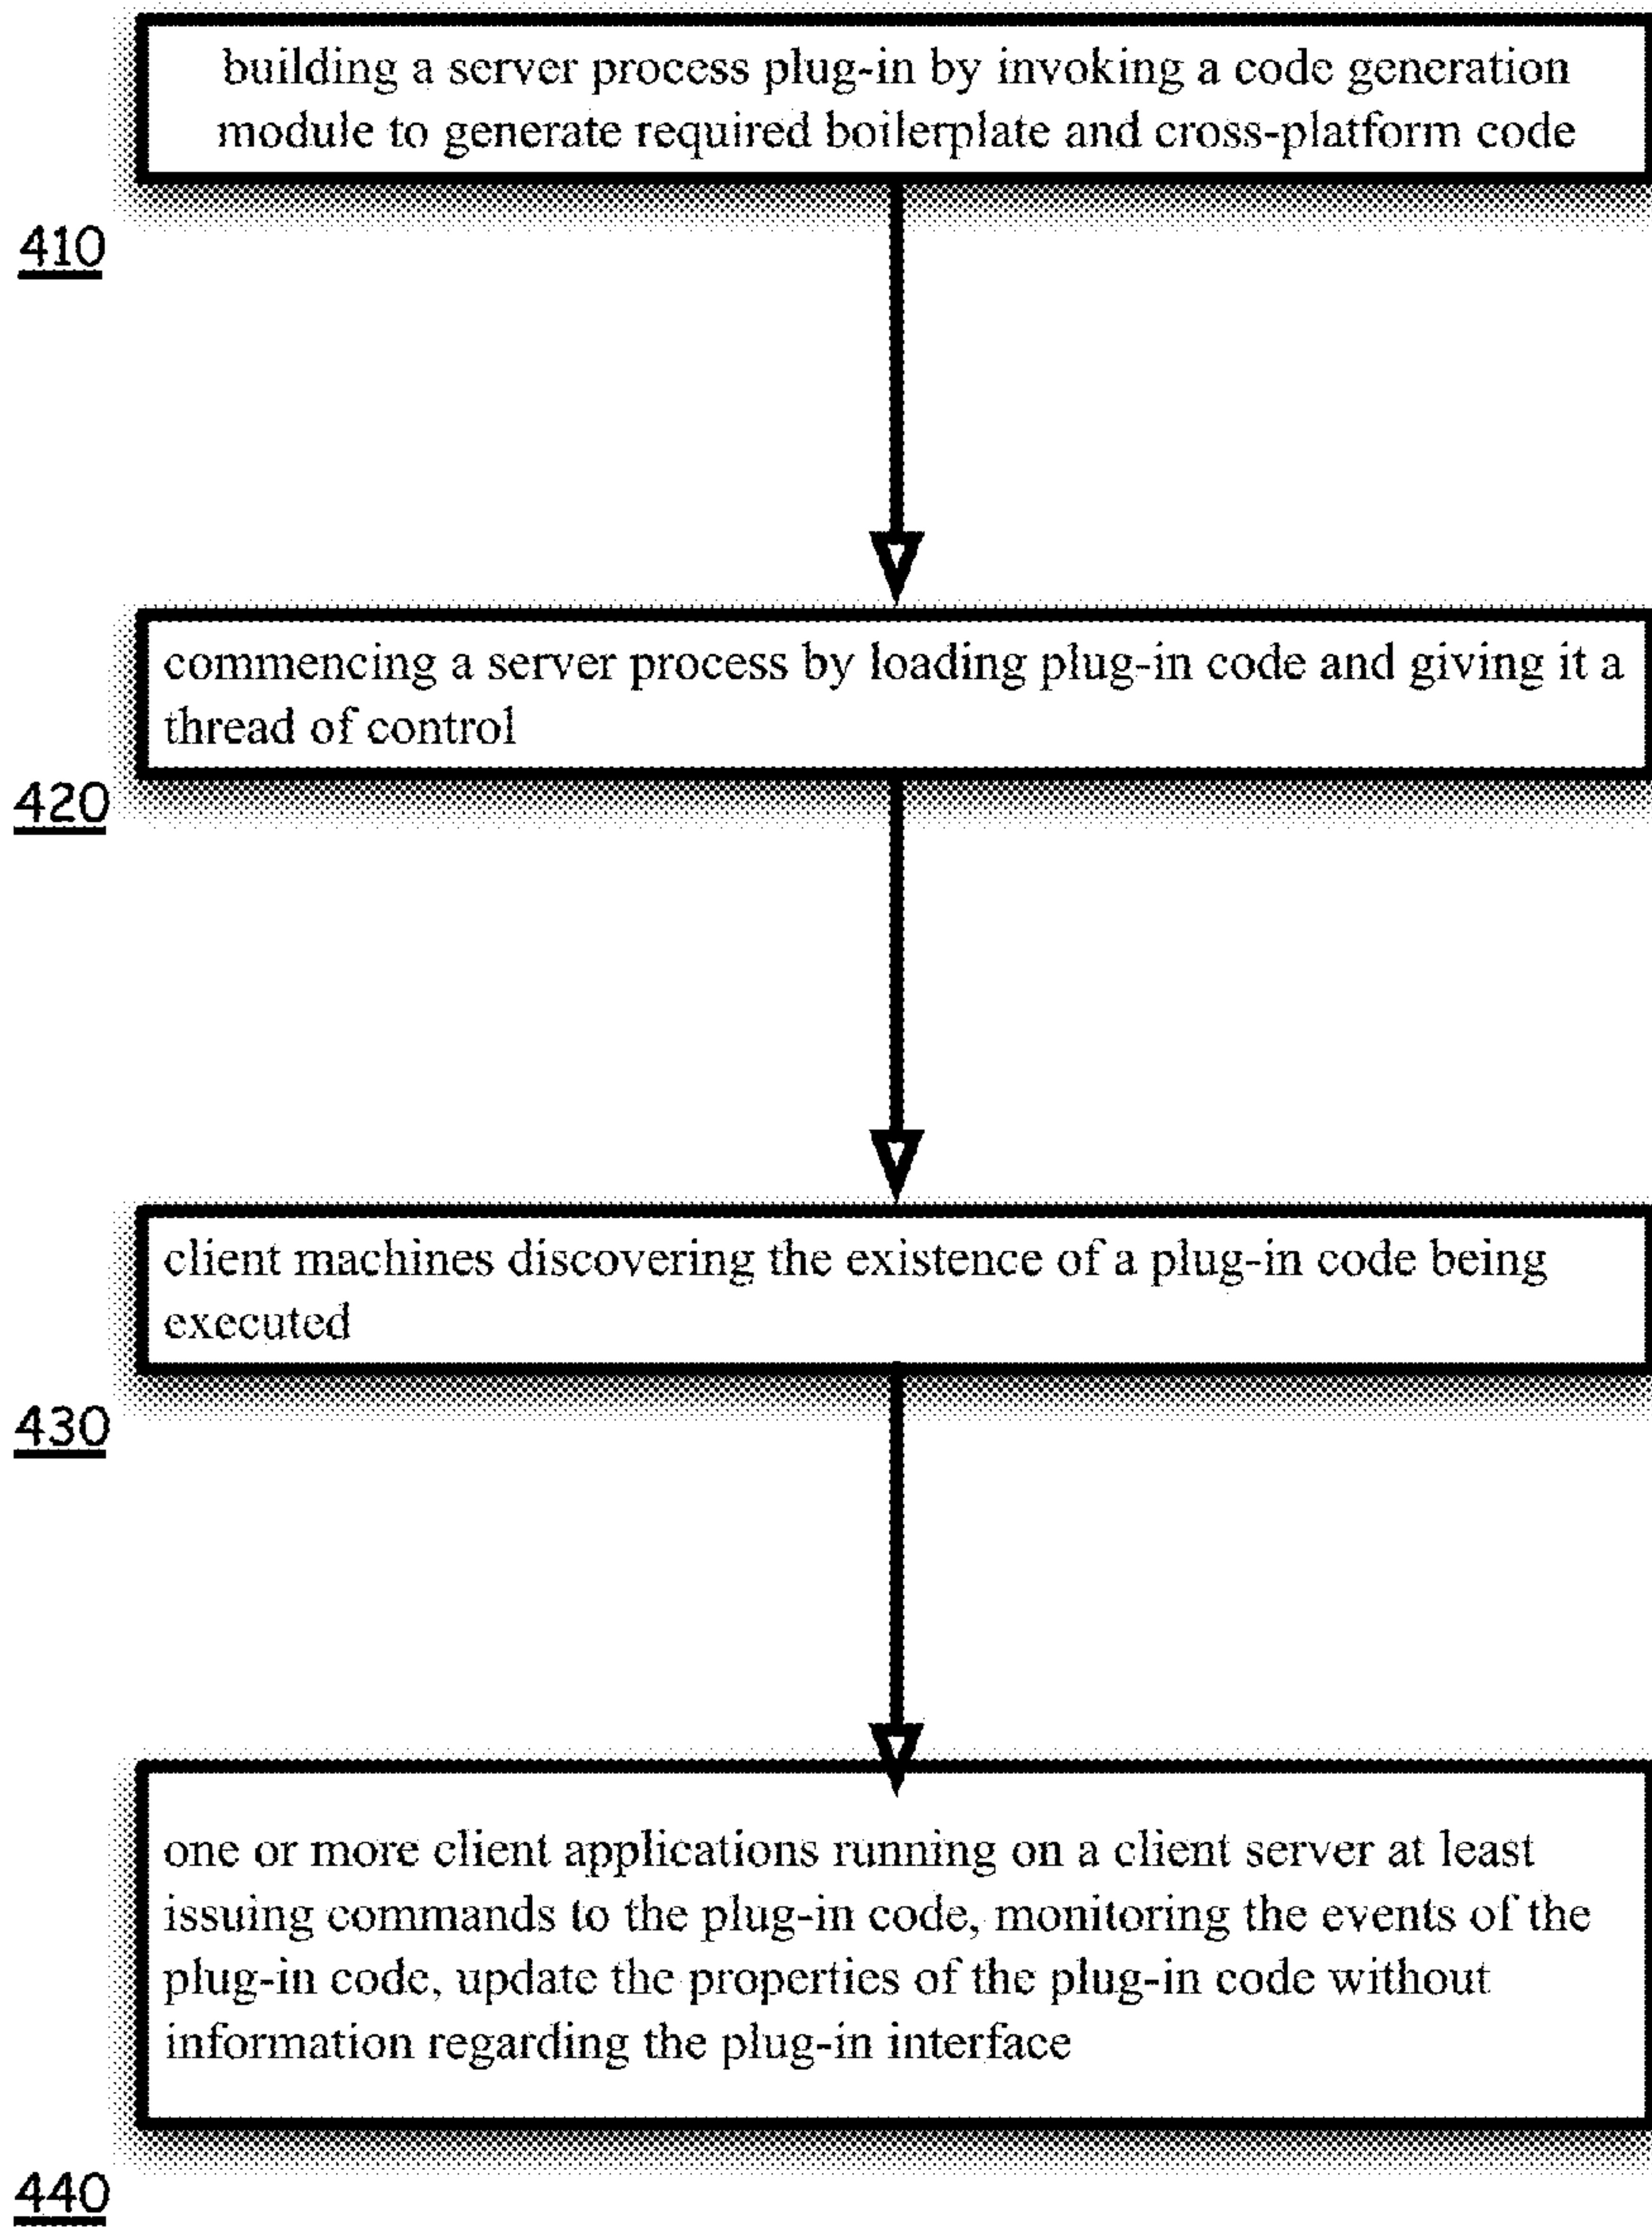 building a server process plug-in by invoking a code generation
module to generate required boilerplate and cross-platform code
410
commencing a server process by loading plug-in code and giving it a
thread of control
420
client machines discovering the existence of a plug-in code being
executed
430
one or more client applications running on a client server at least
issuing commands to the plug-in code, monitoring the events of the
plug-in code, update the properties of the plug-in code without
information regarding the plug-in interface
440